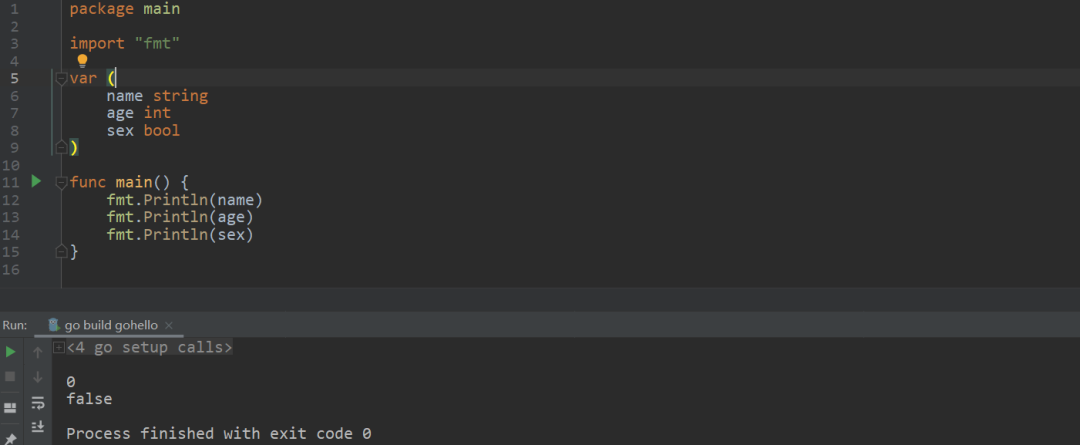 1 package main
2
3 import "fmt"
4
5 var (
6     name string
7     age int
8     sex bool
9 )
10
11 func main() {
12     fmt.Println(name)
13     fmt.Println(age)
14     fmt.Println(sex)
15 }
16
Run: go build gohello ×
<4 go setup calls>
0
false
Process finished with exit code 0